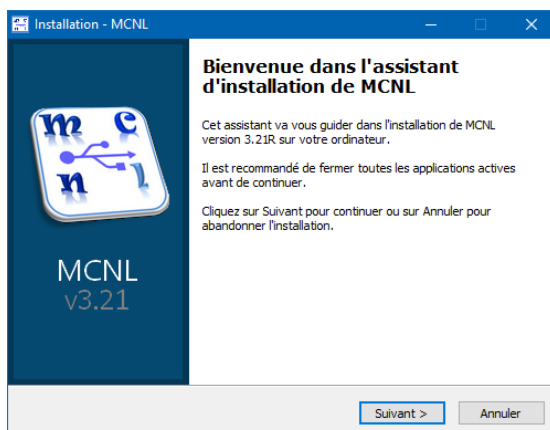 Installation - MCNL
Bienvenue dans l'assistant
d'installation de MCNL
Cet assistant va vous guider dans l'installation de MCNL
version 3.21R sur votre ordinateur.
Il est recommandé de fermer toutes les applications actives
avant de continuer.
Cliquez sur Suivant pour continuer ou sur Annuler pour
abandonner l'installation.
m c
n l
MCNL
v3.21
Suivant >
Annuler